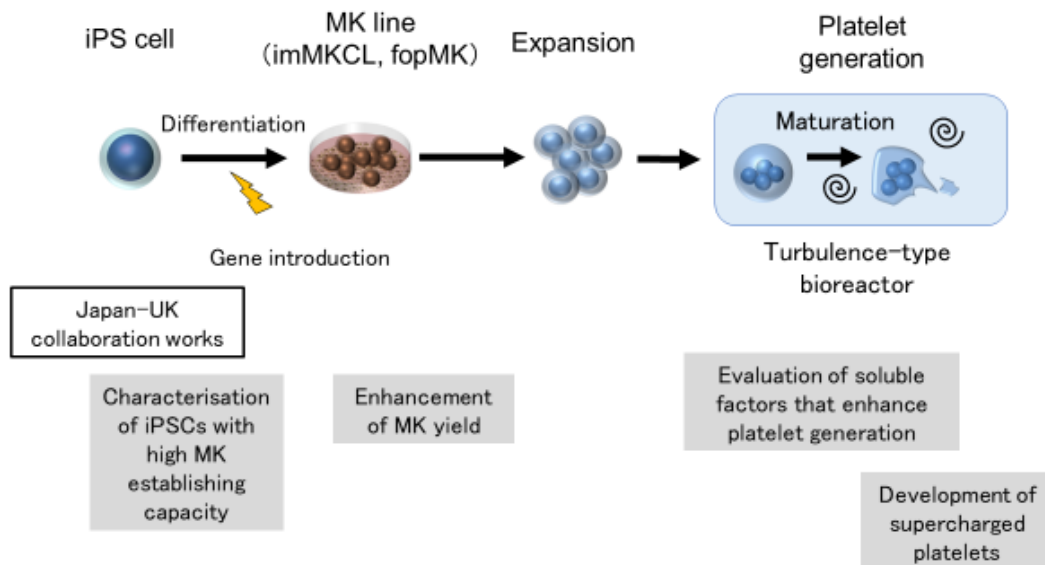 iPS cell
MK line
(imMKCL, fopMK)
Expansion
Platelet
generation
Differentiation
Maturation
Gene introduction
Turbulence-type
bioreactor
Japan-UK
collaboration works
Characterisation
of iPSCs with
high MK
establishing
capacity
Enhancement
of MK yield
Evaluation of soluble
factors that enhance
platelet generation
Development of
supercharged
platelets